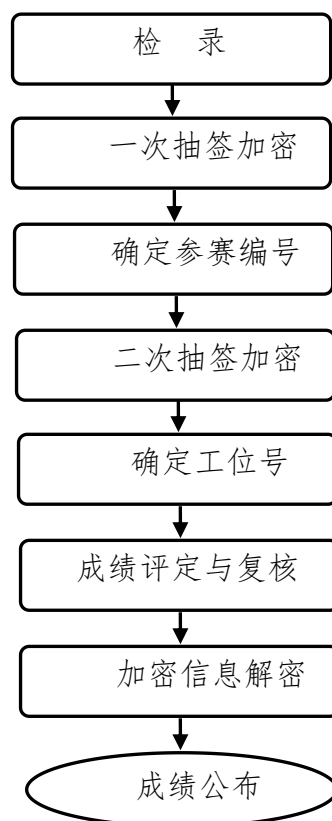 检 录
一次抽签加密
确定参赛编号
二次抽签加密
确定工位号
成绩评定与复核
加密信息解密
成绩公布